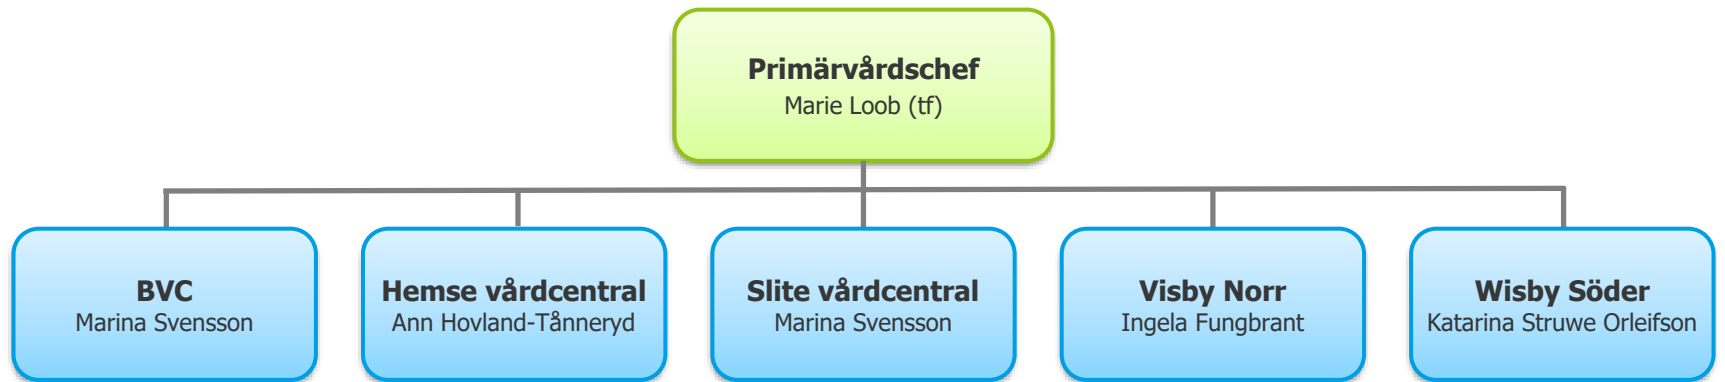 Primärvårdschef
Marie Loob (tf)
BVC
Marina Svensson
Hemse vårdcentral
Ann Hovland-Tånneryd
Slite vårdcentral
Marina Svensson
Visby Norr
Ingela Fungbrant
Wisby Söder
Katarina Struwe Orleifson